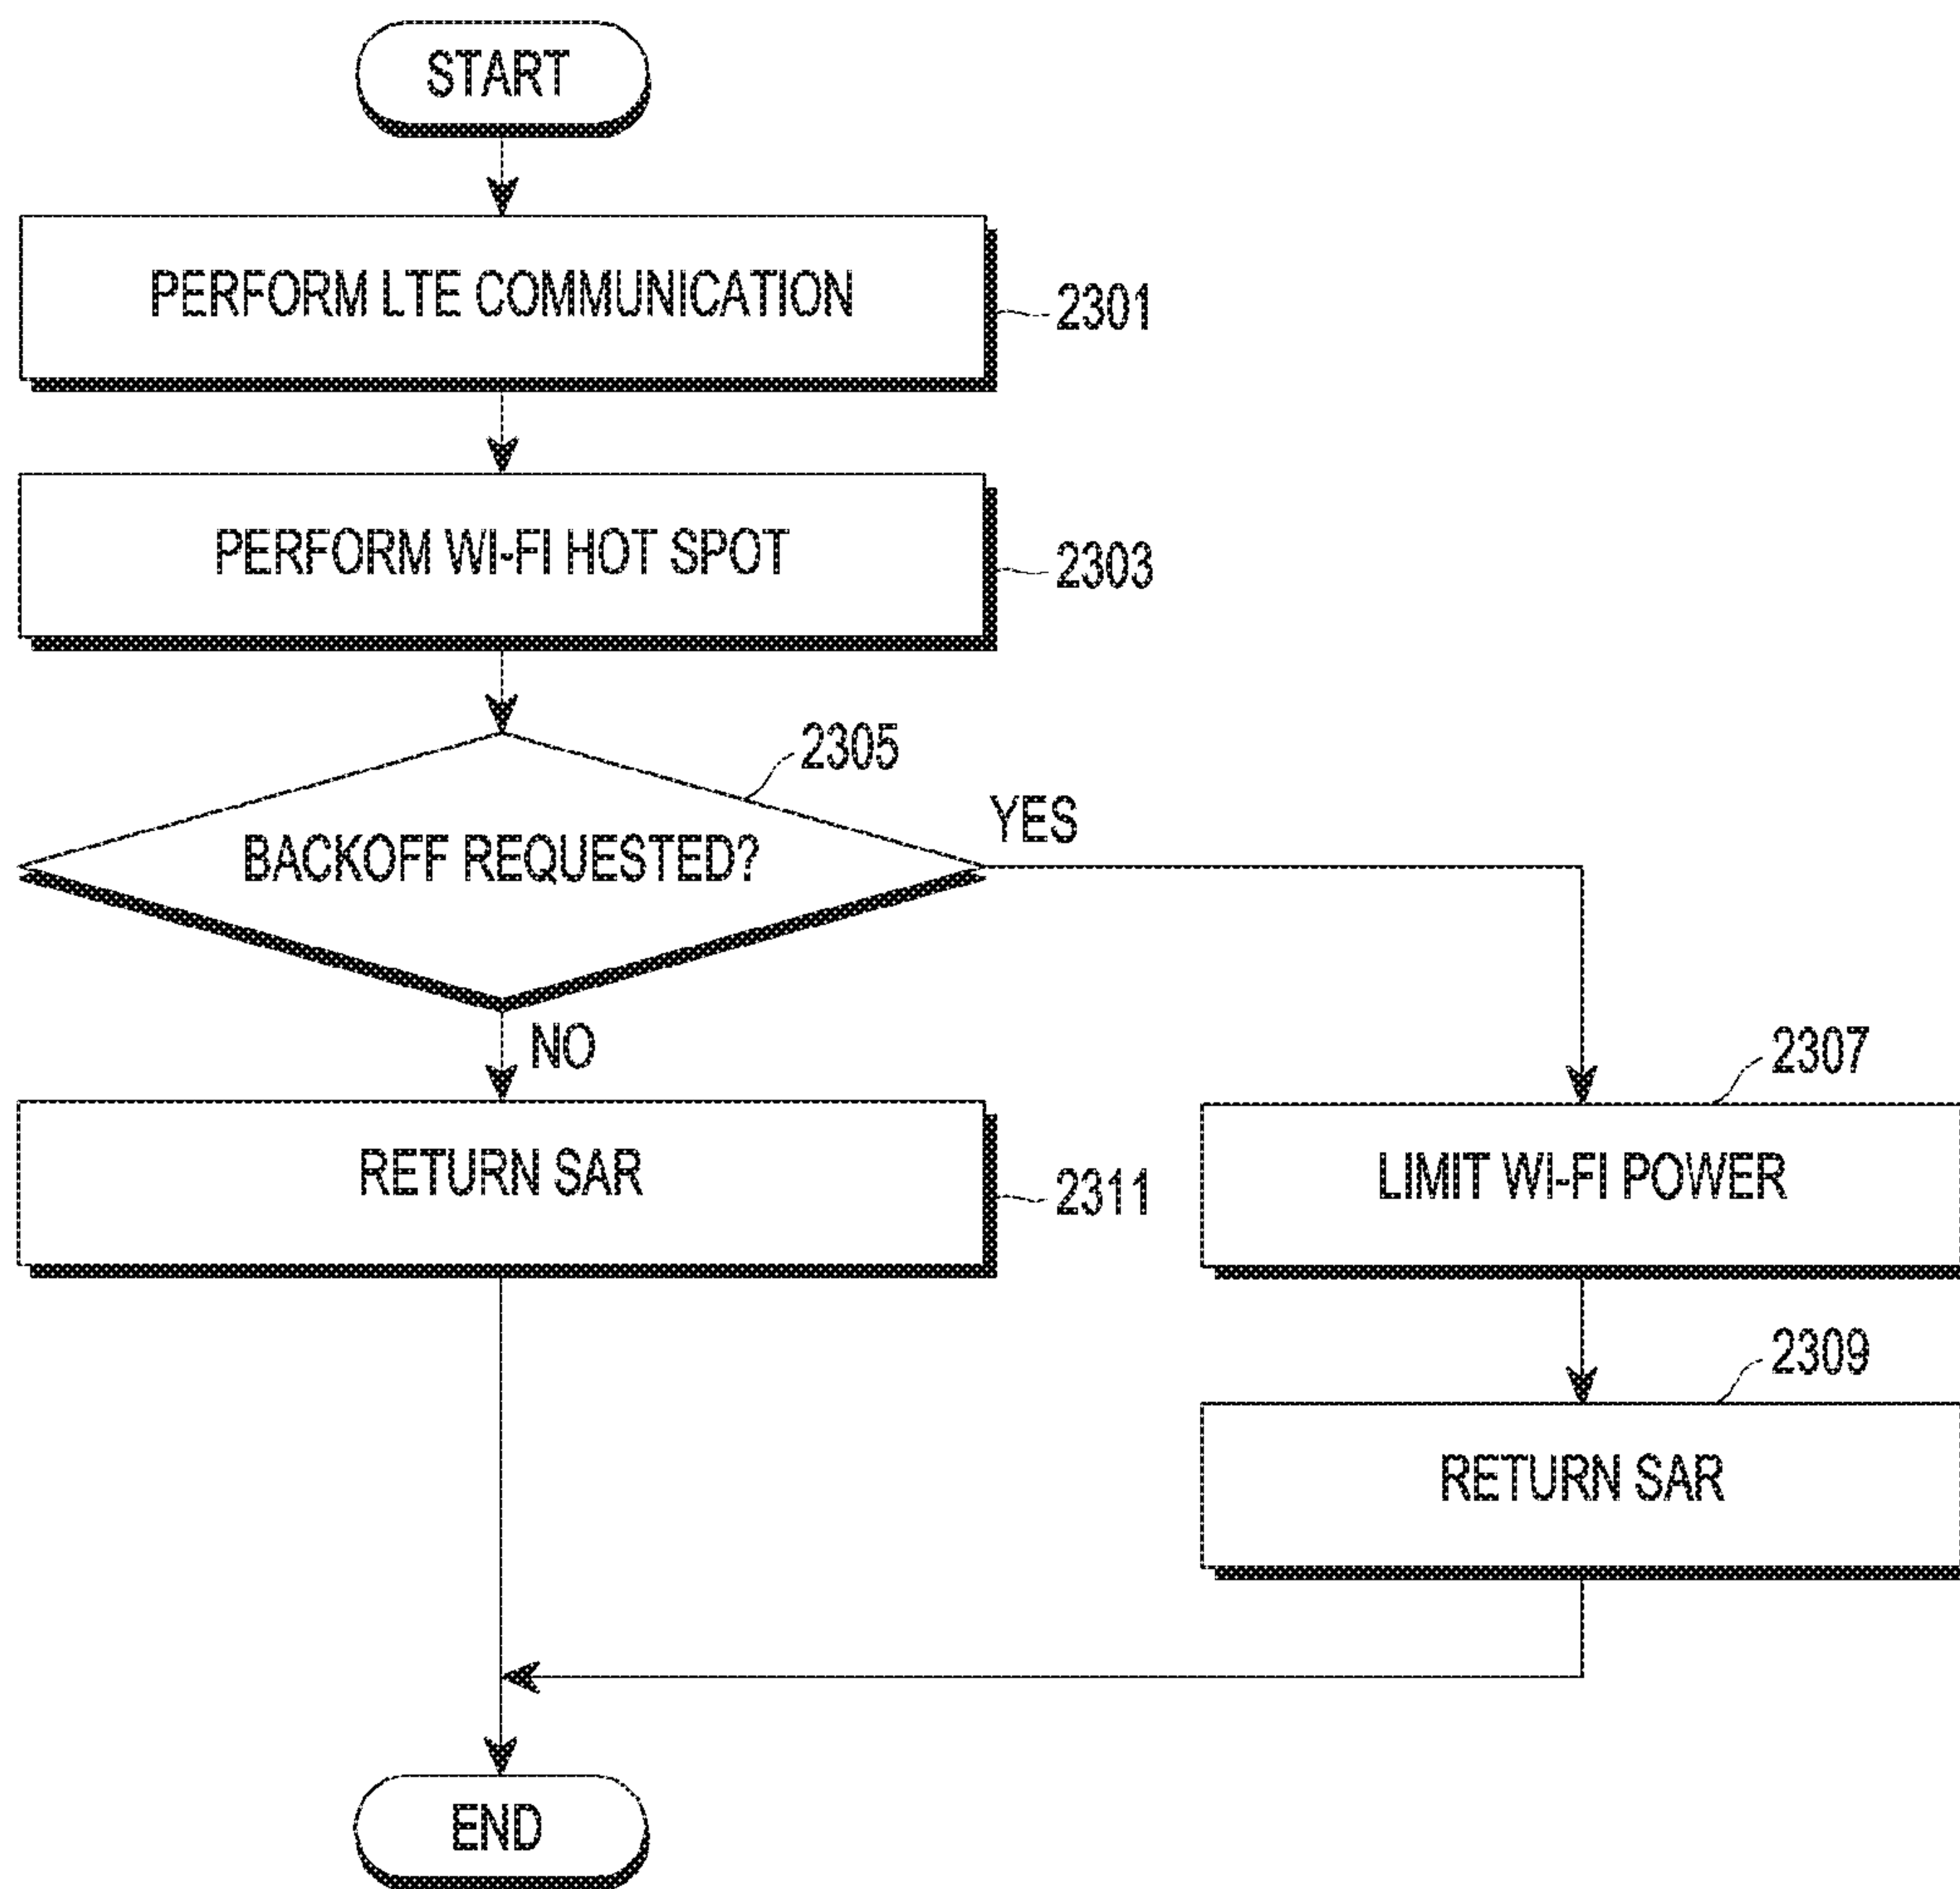 START
PERFORM LTE COMMUNICATION
2301
PERFORM WI-FI HOT SPOT
2303
2305
BACKOFF REQUESTED?
YES
NO
RETURN SAR
2311
2307
LIMIT WI-FI POWER
2309
RETURN SAR
END